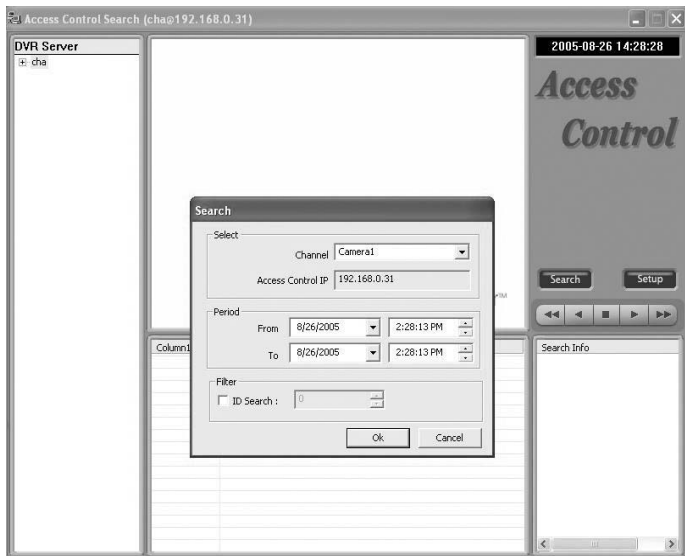 Access Control Search (cha@192.168.0.31)
DVR Server
cha
2005-08-26 14:28:28
Access
Control
Search
Select
Channel Camera1
Access Control IP 192.168.0.31
Period
From 8/26/2005 2:28:13 PM
To 8/26/2005 2:28:13 PM
Filter
ID Search : 0
Ok Cancel
Search Setup
Column1
Search Info